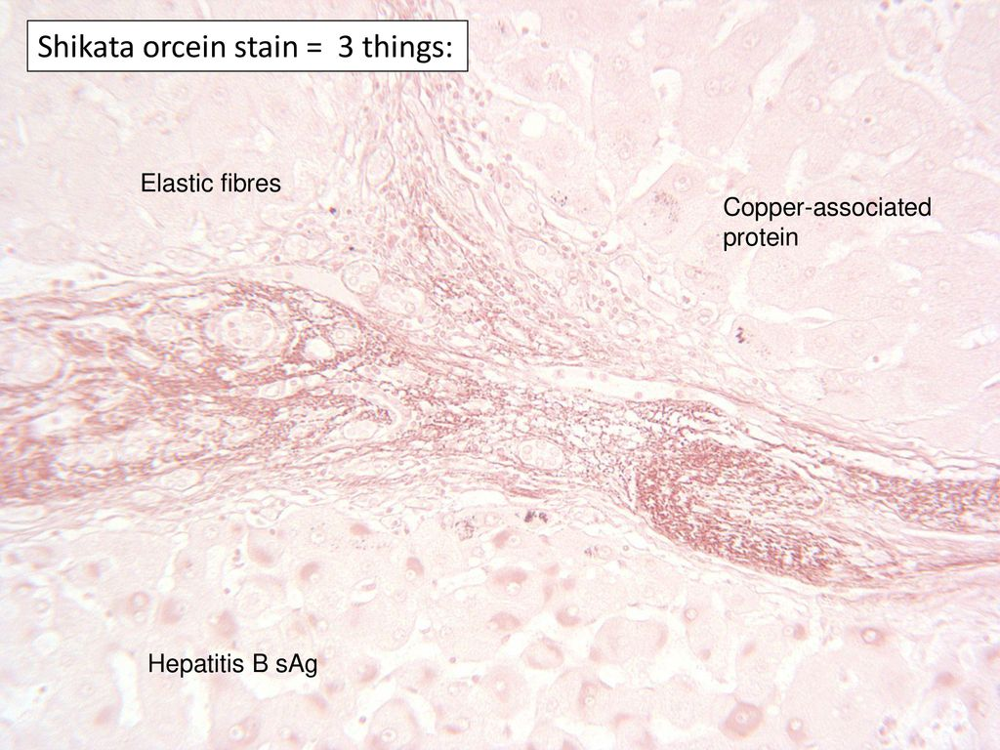 Shikata orcein stain = 3 things:
Elastic fibres
Copper-associated
protein
Hepatitis B sAg